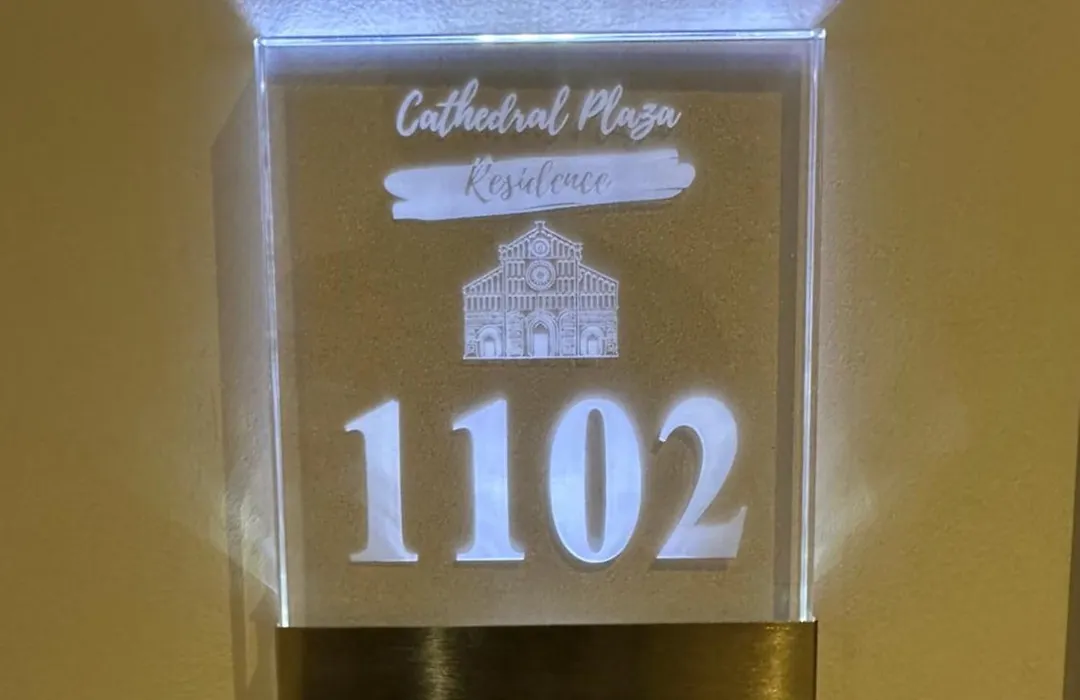 Cathedral Plaza
Residence
1102